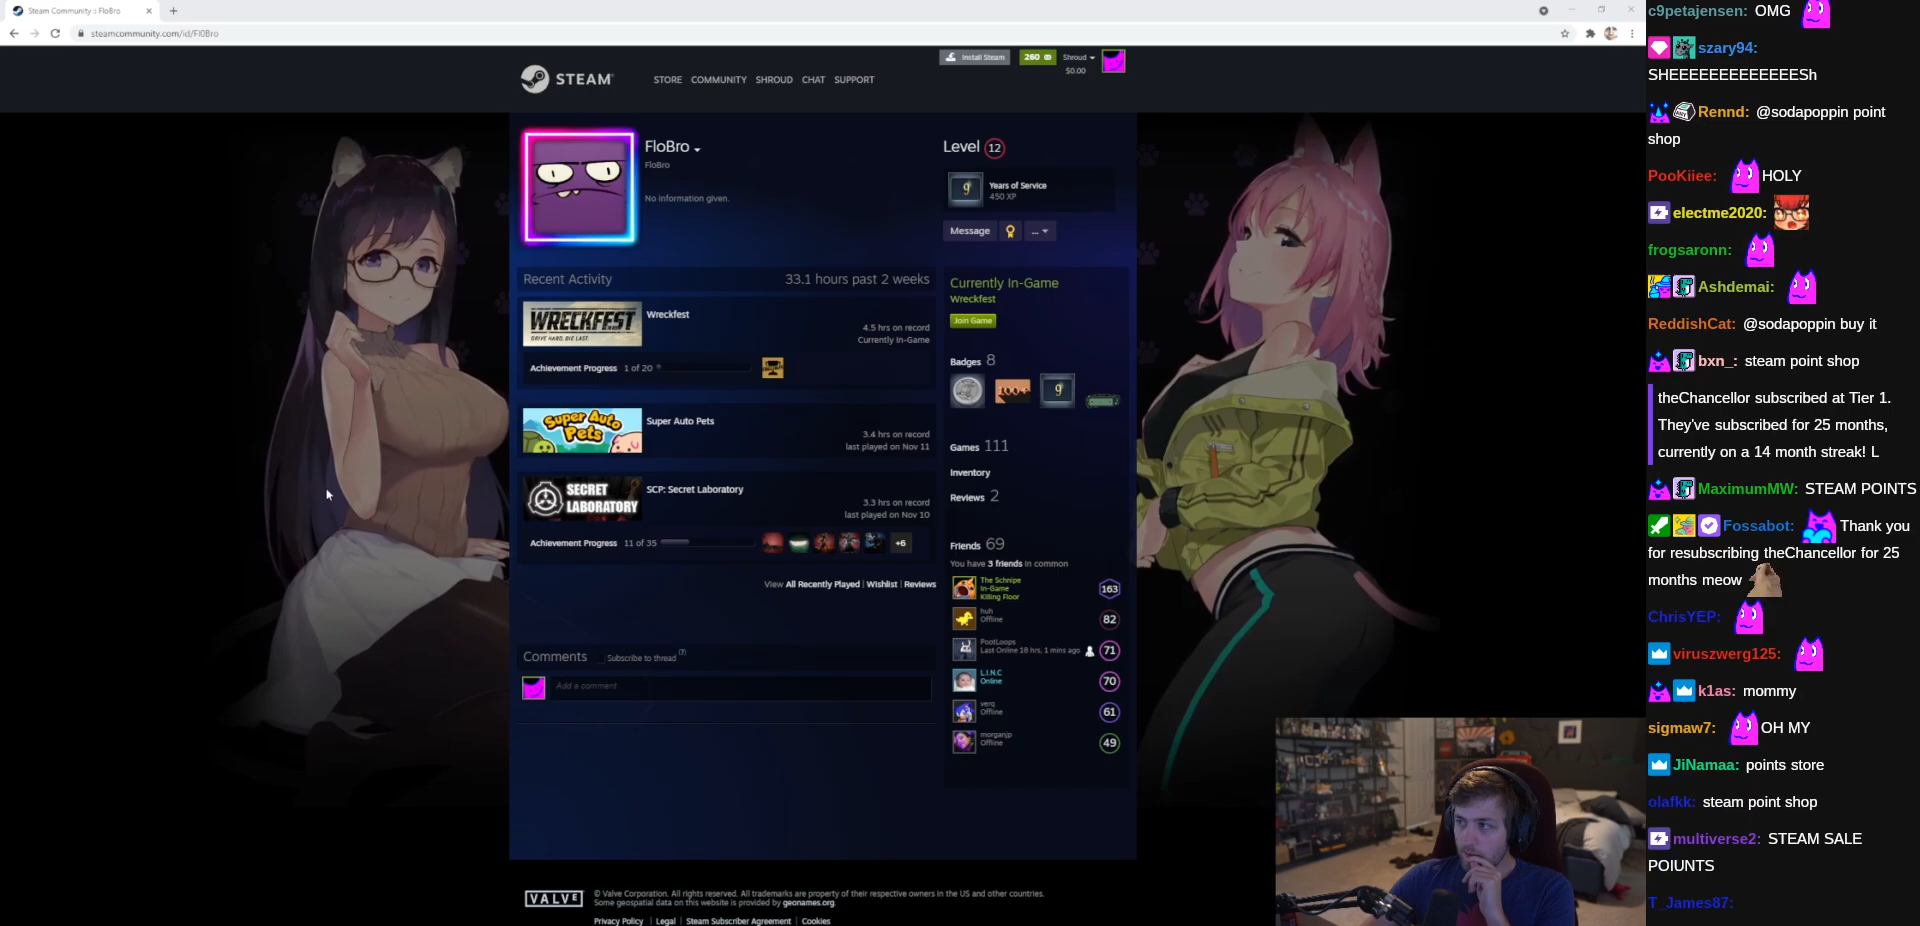 Steam Community :: FloBro
steamcommunity.com/id/Fl0Bro
Install Steam
260
Shroud
$0.00
STEAM
STORE COMMUNITY SHROUD CHAT SUPPORT
FloBro
FloBro
No information given.
Level 12
9
Years of Service
450 XP
Message
...
Recent Activity 33.1 hours past 2 weeks
WRECKFEST
DRIVE HARD. DIE LAST.
Wreckfest
4.5 hrs on record
Currently In-Game
Achievement Progress 1 of 20
Super Auto Pets
Super Auto Pets
3.4 hrs on record
last played on Nov 11
SECRET LABORATORY
SCP: Secret Laboratory
3.3 hrs on record
last played on Nov 10
Achievement Progress 11 of 35
+6
View All Recently Played | Wishlist | Reviews
Comments Subscribe to thread (?)
Add a comment
Currently In-Game
Wreckfest
Join Game
Badges 8
100+
9
Games 111
Inventory
Reviews 2
Friends 69
You have 3 friends in common
The Schnipe
In-Game
Killing Floor
163
huh
Offline
82
PootLoops
Last Online 18 hrs, 1 mins ago
71
L.I.N.C
Online
70
verq
Offline
61
morganjp
Offline
49
VALVE
© Valve Corporation. All rights reserved. All trademarks are property of their respective owners in the US and other countries.
Some geospatial data on this website is provided by geonames.org.
Privacy Policy | Legal | Steam Subscriber Agreement | Cookies
c9petajensen: OMG
szary94:
SHEEEEEEEEEEEEESh
Rennd: @sodapoppin point
shop
PooKiiee: HOLY
electme2020:
frogsaronn:
Ashdemai:
ReddishCat: @sodapoppin buy it
bxn_: steam point shop
theChancellor subscribed at Tier 1.
They've subscribed for 25 months,
currently on a 14 month streak! L
MaximumMW: STEAM POINTS
Fossabot: Thank you
for resubscribing theChancellor for 25
months meow
ChrisYEP:
viruszwerg125:
k1as: mommy
sigmaw7: OH MY
JiNamaa: points store
olafkk: steam point shop
multiverse2: STEAM SALE
POIUNTS
T_James87: